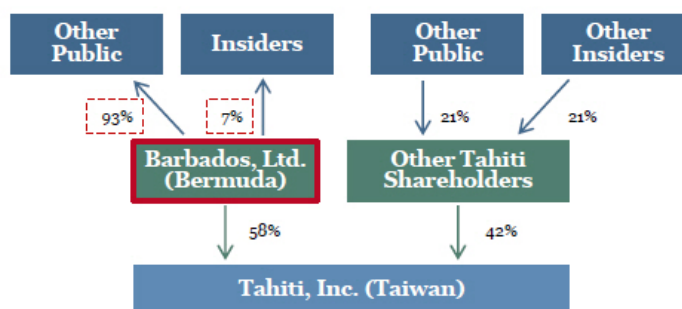 Other
Public
Insiders
Other
Public
Other
Insiders
93%
7%
21%
21%
Barbados, Ltd.
(Bermuda)
Other Tahiti
Shareholders
58%
42%
Tahiti, Inc. (Taiwan)